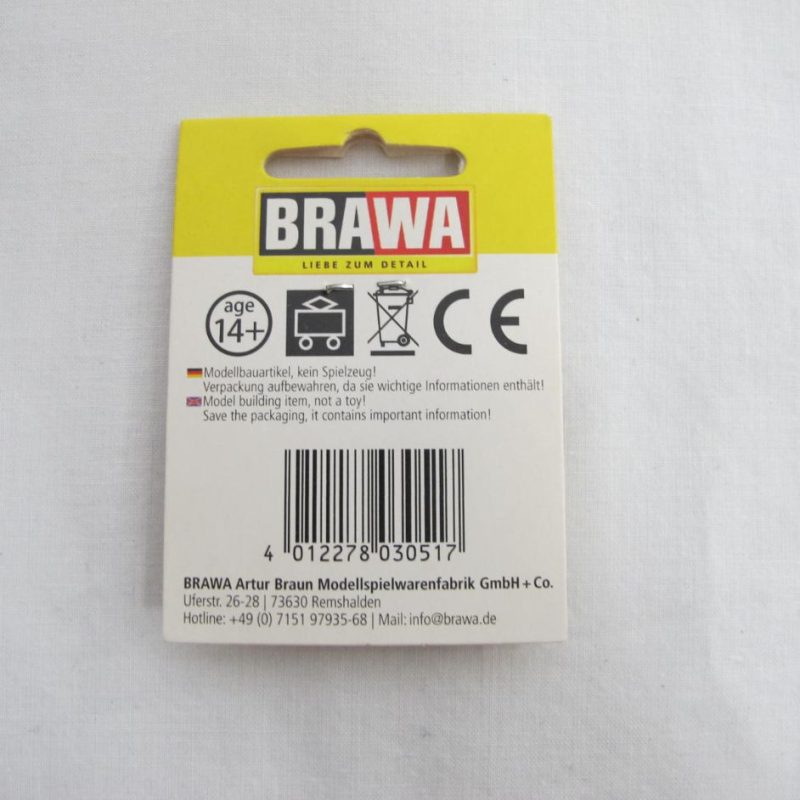 BRAWA
LIEBE ZUM DETAIL
age
14+
CE
Modellbauartikel, kein Spielzeug!
Verpackung aufbewahren, da sie wichtige Informationen enthält!
Model building item, not a toy!
Save the packaging, it contains important information!
4 012278 030517
BRAWA Artur Braun Modellspielwarenfabrik GmbH + Co.
Uferstr. 26-28 | 73630 Remshalden
Hotline: +49 (0) 7151 97935-68 | Mail: info@brawa.de